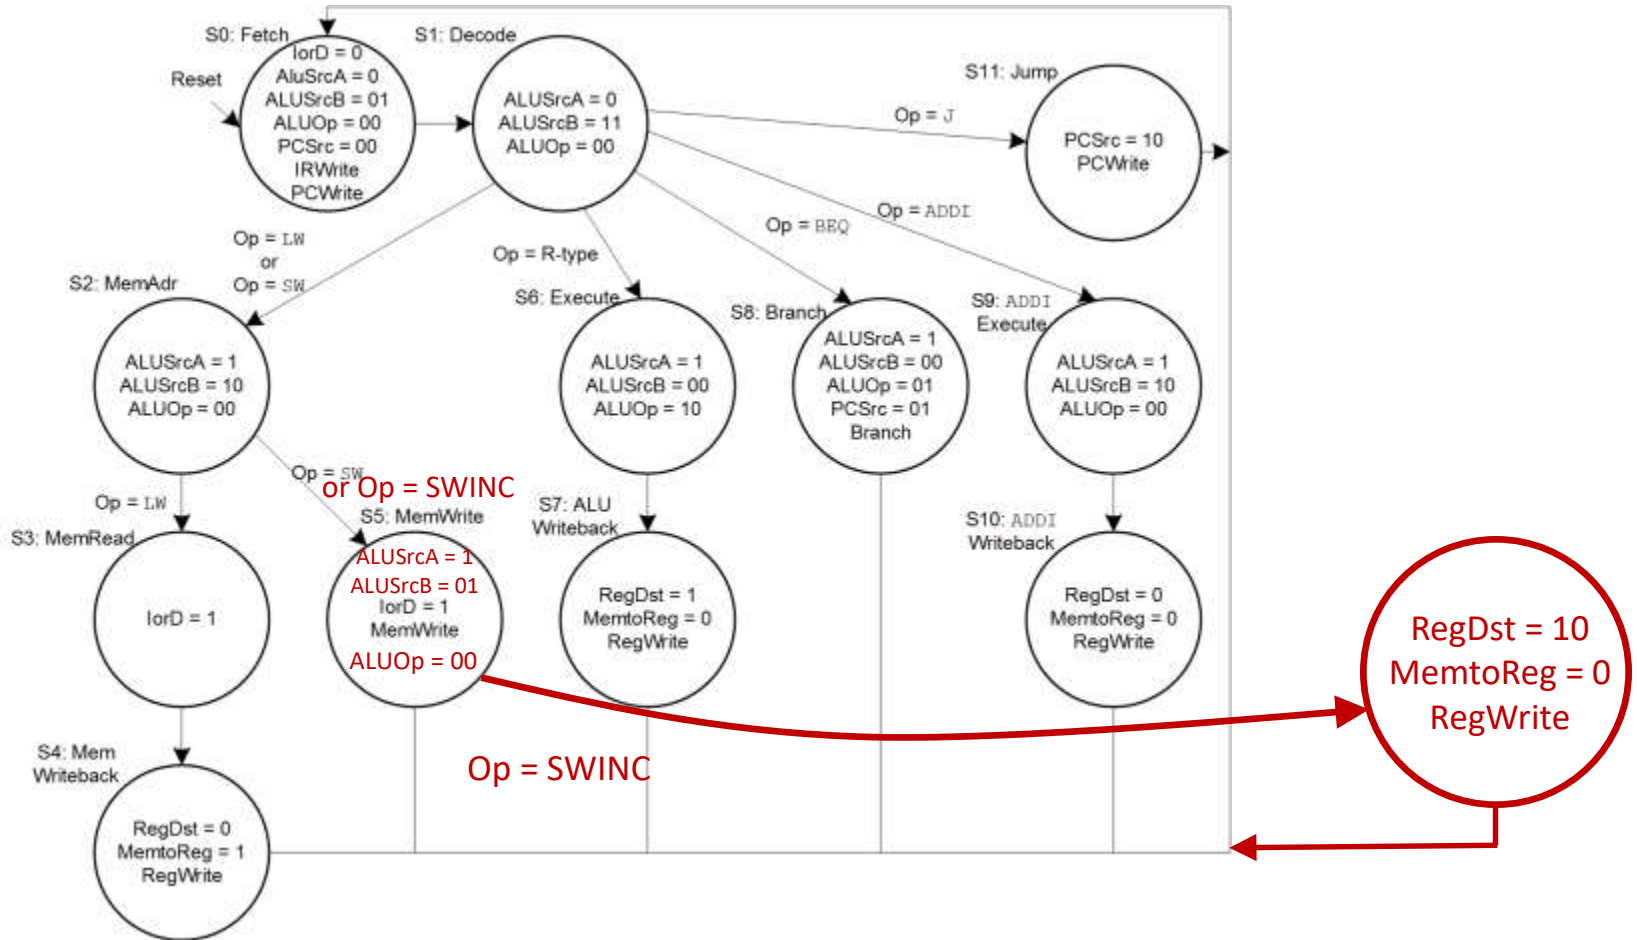 S0: Fetch
Reset
IorD = 0
AluSrcA = 0
ALUSrcB = 01
ALUOp = 00
PCSrc = 00
IRWrite
PCWrite
S1: Decode
ALUSrcA = 0
ALUSrcB = 11
ALUOp = 00
S11: Jump
Op = J
PCSrc = 10
PCWrite
Op = LW
or
Op = SW
Op = R-type
Op = BEQ
Op = ADDI
S2: MemAdr
ALUSrcA = 1
ALUSrcB = 10
ALUOp = 00
S6: Execute
ALUSrcA = 1
ALUSrcB = 00
ALUOp = 10
S8: Branch
ALUSrcA = 1
ALUSrcB = 00
ALUOp = 01
PCSrc = 01
Branch
S9: ADDI
Execute
ALUSrcA = 1
ALUSrcB = 10
ALUOp = 00
Op = LW
Op = SW
or Op = SWINC
S3: MemRead
IorD = 1
S5: MemWrite
ALUSrcA = 1
ALUSrcB = 01
IorD = 1
MemWrite
ALUOp = 00
S7: ALU
Writeback
RegDst = 1
MemtoReg = 0
RegWrite
S10: ADDI
Writeback
RegDst = 0
MemtoReg = 0
RegWrite
RegDst = 10
MemtoReg = 0
RegWrite
Op = SWINC
S4: Mem
Writeback
RegDst = 0
MemtoReg = 1
RegWrite